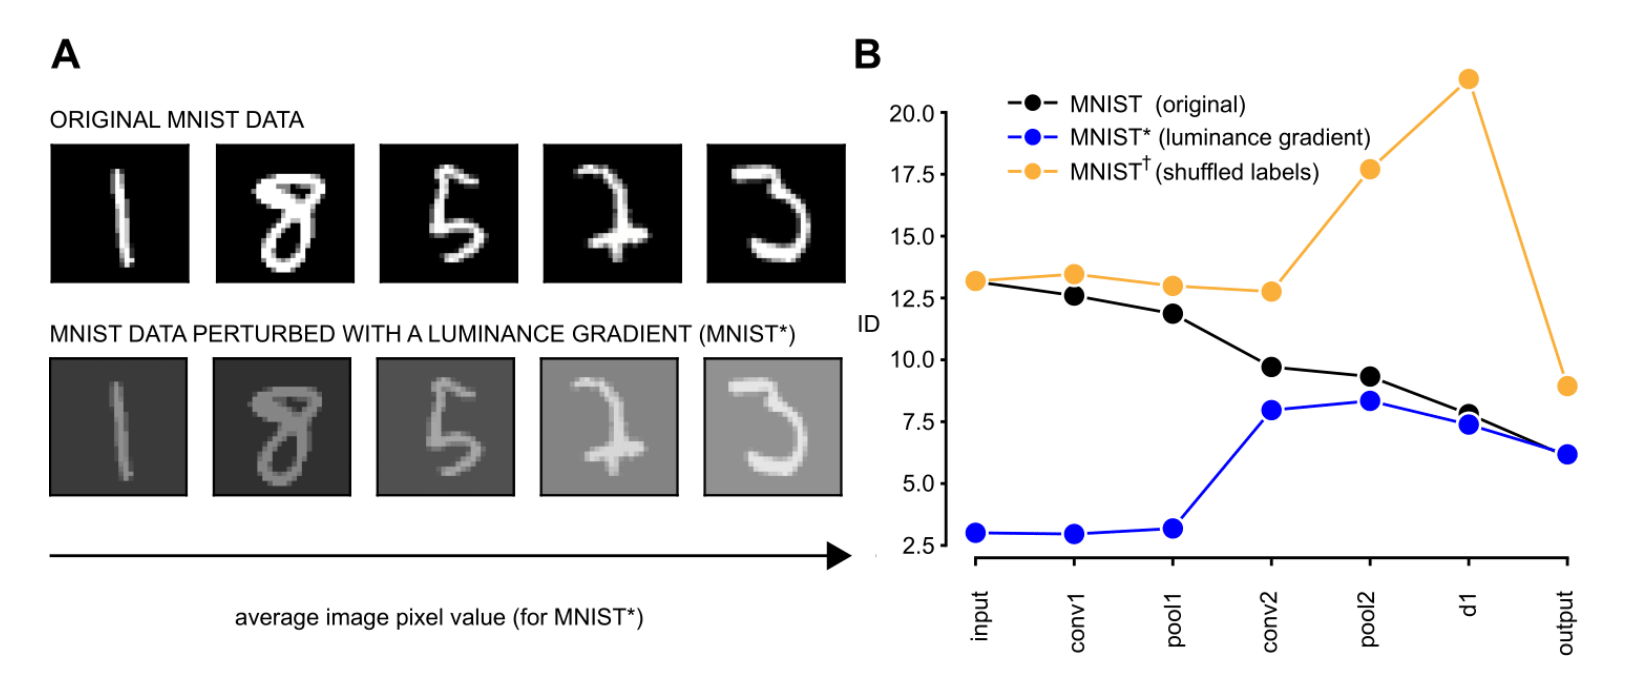 A
ORIGINAL MNIST DATA
MNIST DATA PERTURBED WITH A LUMINANCE GRADIENT (MNIST*)
average image pixel value (for MNIST*)
B
MNIST (original)
MNIST* (luminance gradient)
MNIST† (shuffled labels)
ID
20.0
17.5
15.0
12.5
10.0
7.5
5.0
2.5
input
conv1
pool1
conv2
pool2
d1
output